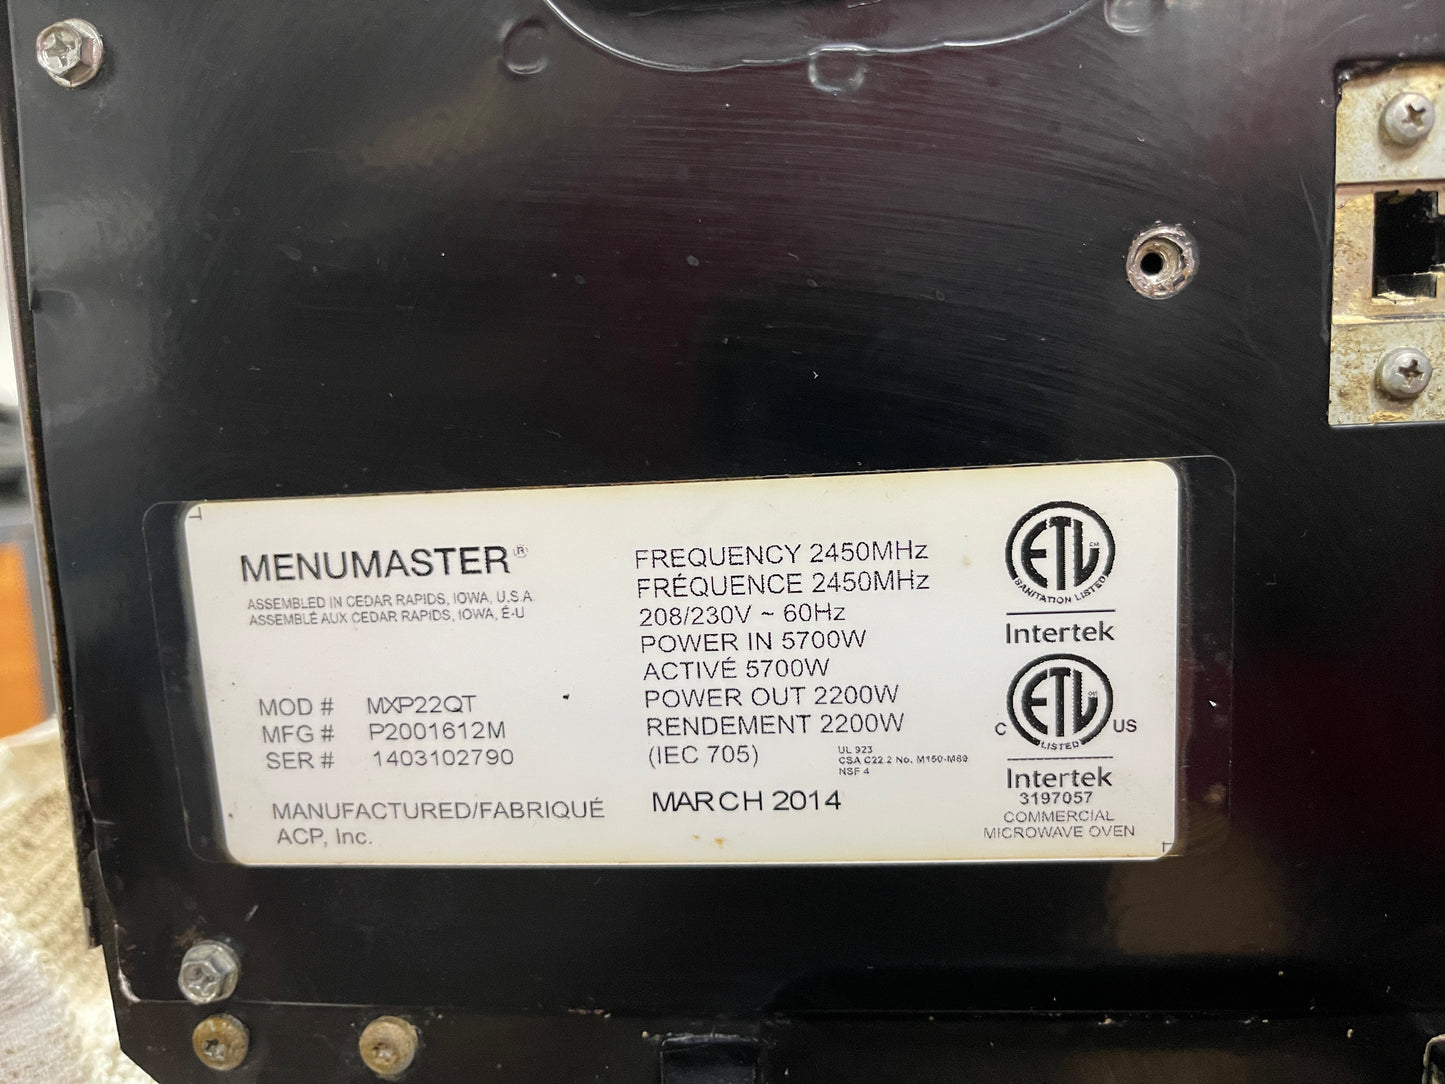 MENUMASTER®
ASSEMBLED IN CEDAR RAPIDS, IOWA, U.S.A.
ASSEMBLÉ AUX CEDAR RAPIDS, IOWA, É-U
MOD # MXP22QT
MFG # P2001612M
SER # 1403102790
MANUFACTURED/FABRIQUÉ
ACP, Inc.
FREQUENCY 2450MHz
FRÉQUENCE 2450MHz
208/230V ~ 60Hz
POWER IN 5700W
ACTIVÉ 5700W
POWER OUT 2200W
RENDEMENT 2200W
(IEC 705)
UL 923
CSA C22.2 No. M150-M89
NSF 4
MARCH 2014
ETL
SANITATION LISTED
Intertek
C ETL US
LISTED
Intertek
3197057
COMMERCIAL
MICROWAVE OVEN